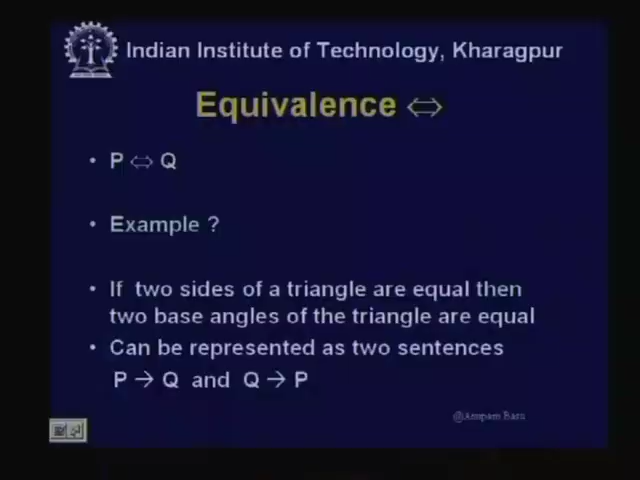 Indian Institute of Technology, Kharagpur
Equivalence ⇔
• P ⇔ Q
• Example ?
• If two sides of a triangle are equal then
two base angles of the triangle are equal
• Can be represented as two sentences
P → Q and Q → P